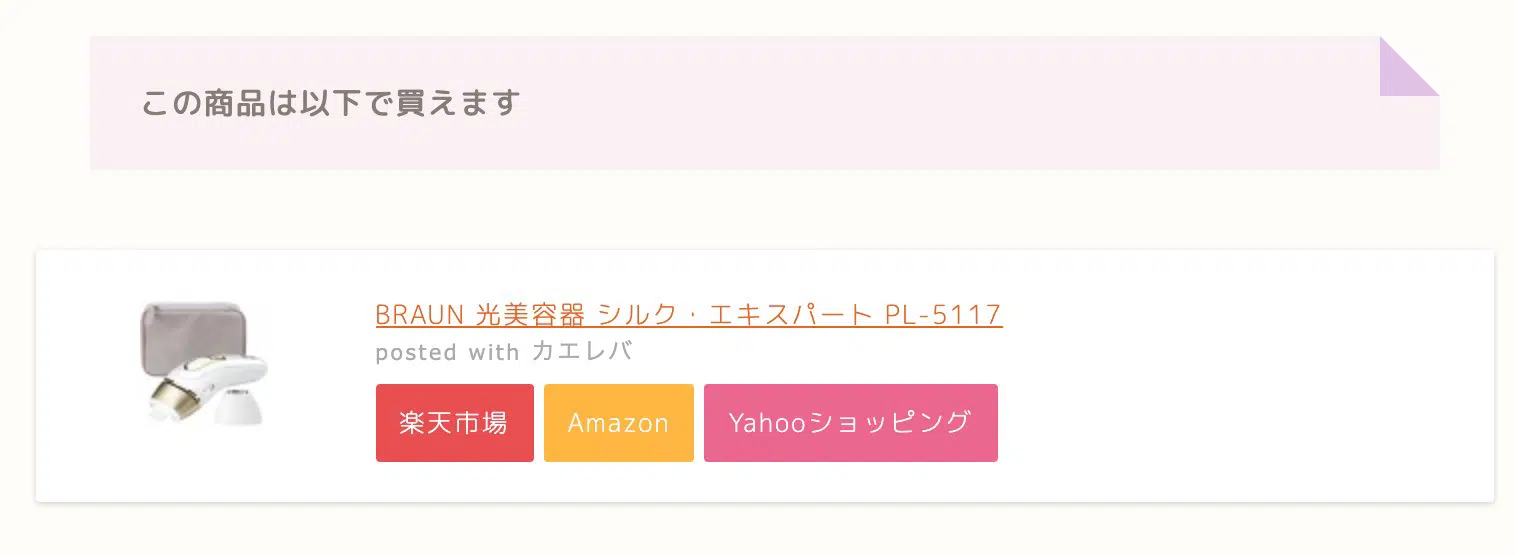 この商品は以下で買えます
BRAUN 光美容器 シルク・エキスパート PL-5117
posted with カエレバ
楽天市場 Amazon Yahooショッピング